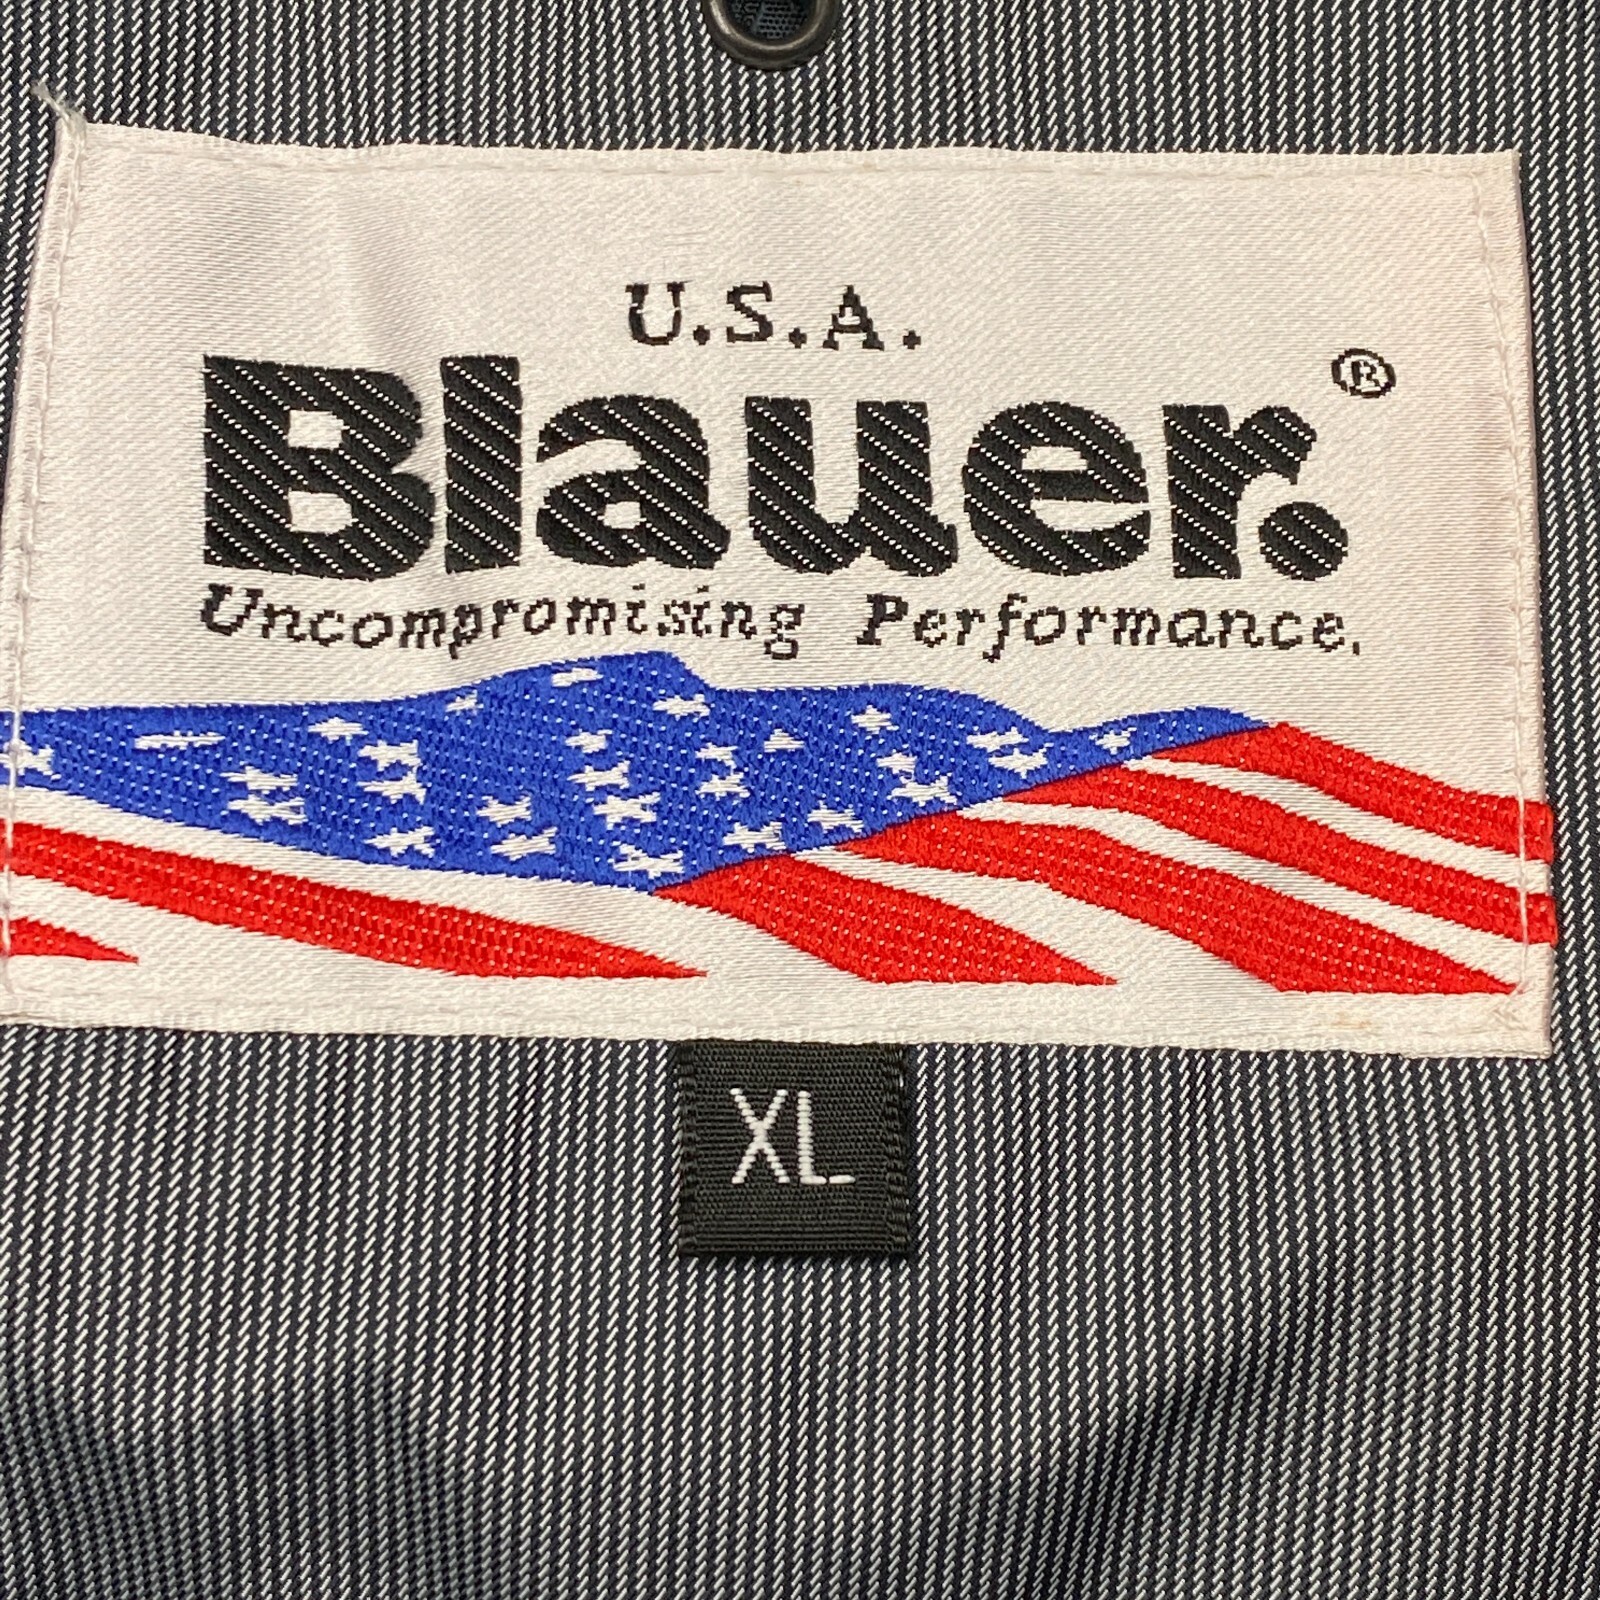 U.S.A.
Blauer.®
Uncompromising Performance.
XL